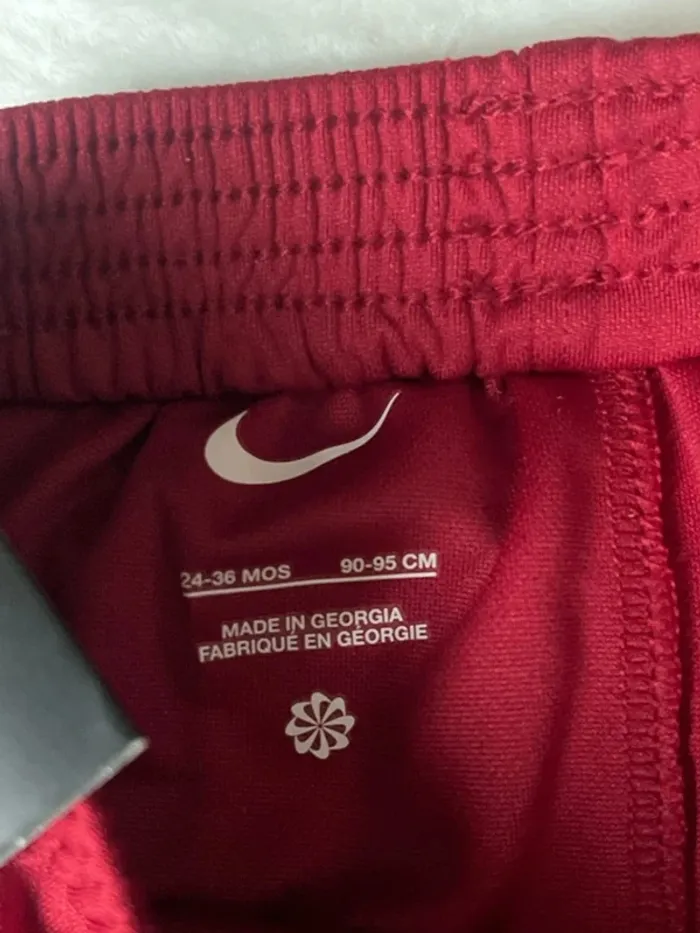 24-36 MOS 90-95 CM
MADE IN GEORGIA
FABRIQUÉ EN GÉORGIE